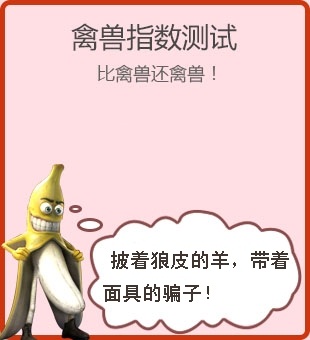 禽兽指数测试
比禽兽还禽兽！
披着狼皮的羊，带着
面具的骗子！